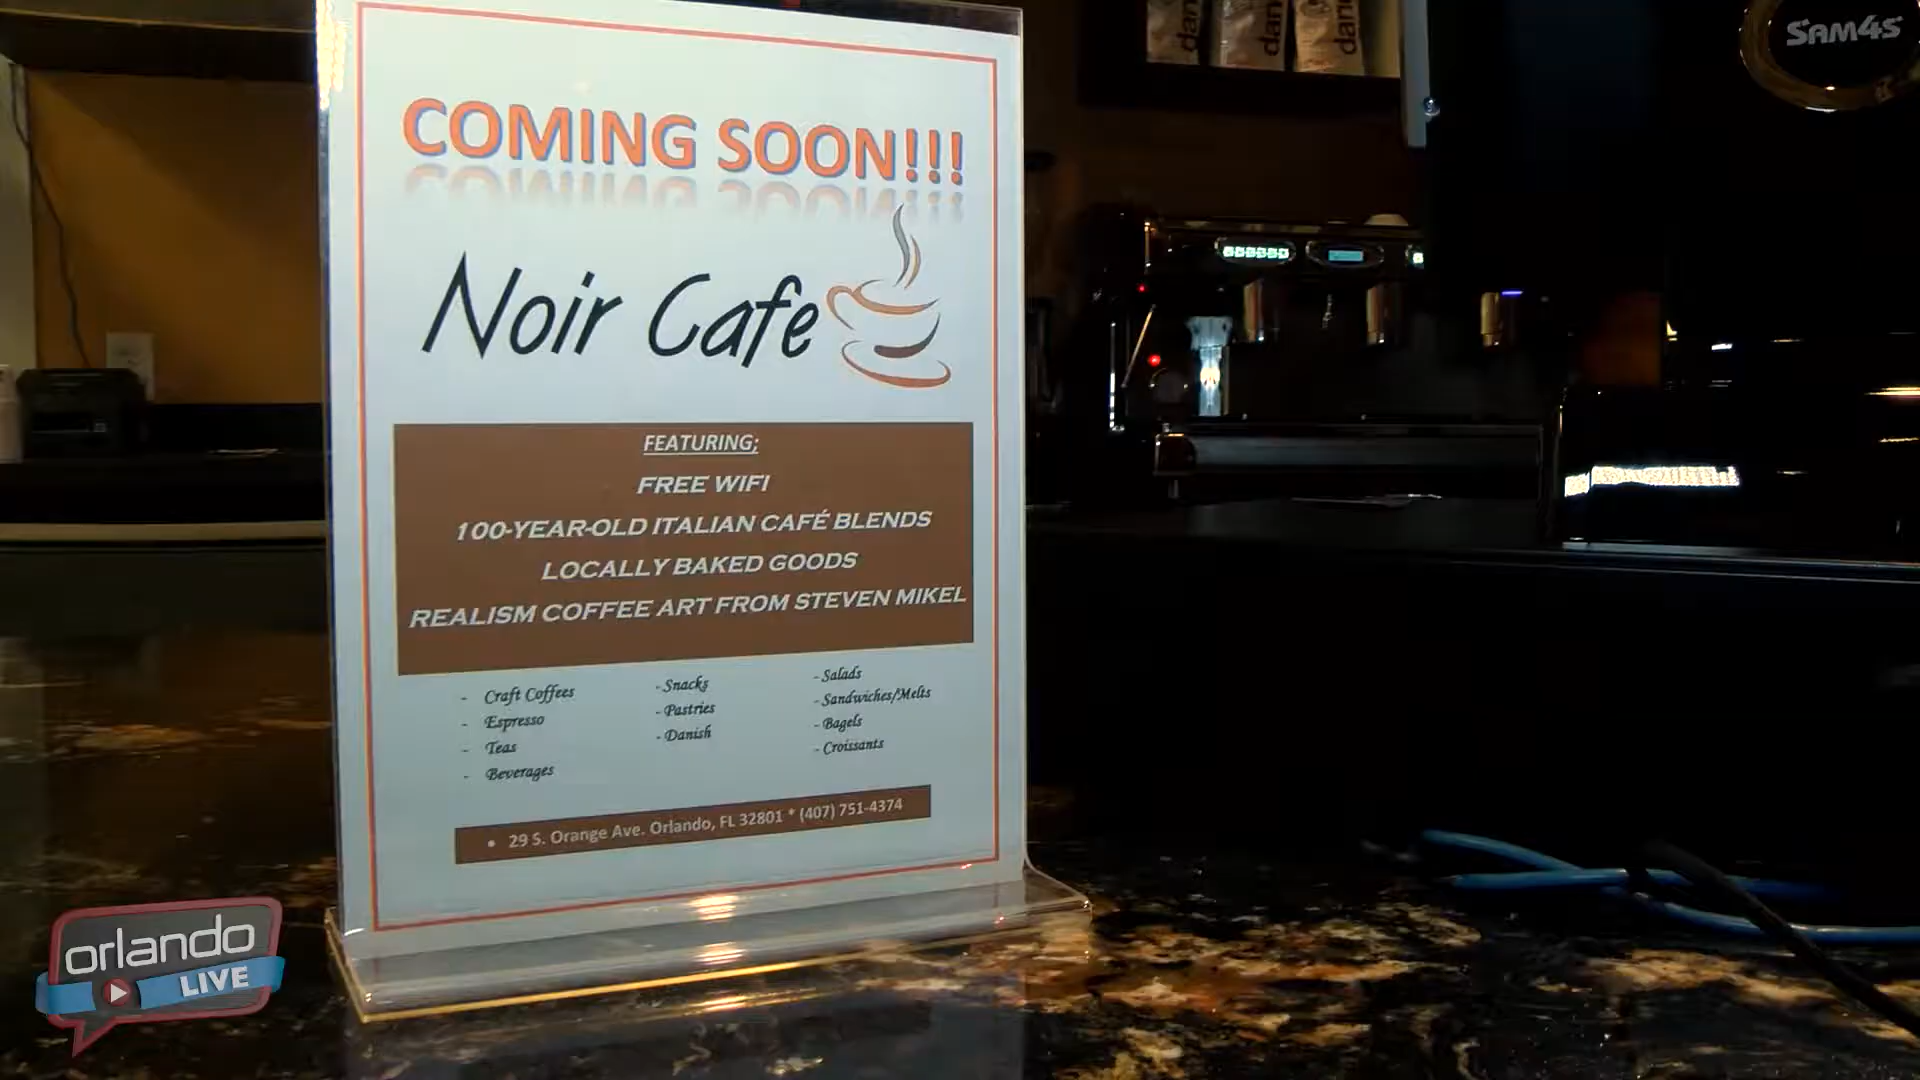 COMING SOON!!!
Noir Cafe
FEATURING;
FREE WIFI
100-YEAR-OLD ITALIAN CAFÉ BLENDS
LOCALLY BAKED GOODS
REALISM COFFEE ART FROM STEVEN MIKEL
- Craft Coffees
- Espresso
- Teas
- Beverages
- Snacks
- Pastries
- Danish
- Salads
- Sandwiches/Melts
- Bagels
- Croissants
• 29 S. Orange Ave. Orlando, FL 32801 * (407) 751-4374
SAM4S
orlando
LIVE